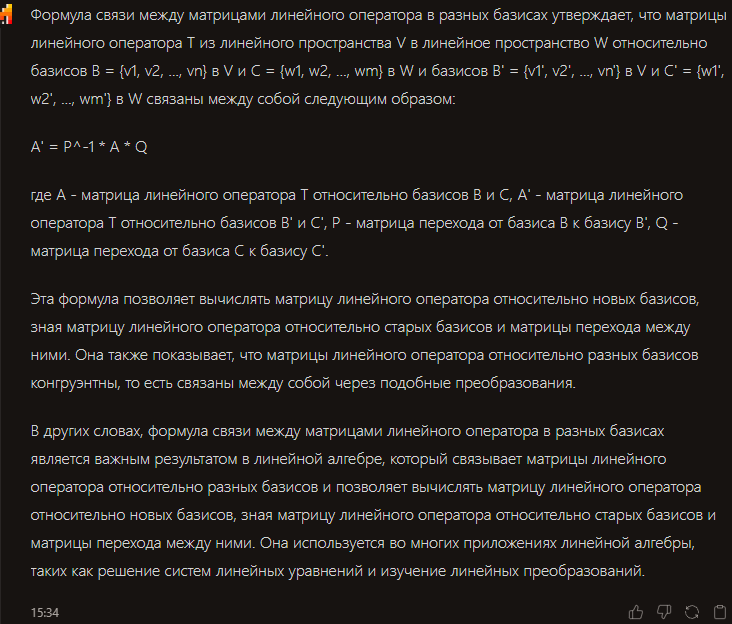 Формула связи между матрицами линейного оператора в разных базисах утверждает, что матрицы
линейного оператора T из линейного пространства V в линейное пространство W относительно
базисов B = {v1, v2, ..., vn} в V и C = {w1, w2, ..., wm} в W и базисов B' = {v1', v2', ..., vn'} в V и C' = {w1',
w2', ..., wm'} в W связаны между собой следующим образом:
A' = P^-1 * A * Q
где A - матрица линейного оператора T относительно базисов B и C, A' - матрица линейного
оператора T относительно базисов B' и C', P - матрица перехода от базиса B к базису B', Q -
матрица перехода от базиса C к базису C'.
Эта формула позволяет вычислять матрицу линейного оператора относительно новых базисов,
зная матрицу линейного оператора относительно старых базисов и матрицы перехода между
ними. Она также показывает, что матрицы линейного оператора относительно разных базисов
конгруэнтны, то есть связаны между собой через подобные преобразования.
В других словах, формула связи между матрицами линейного оператора в разных базисах
является важным результатом в линейной алгебре, который связывает матрицы линейного
оператора относительно разных базисов и позволяет вычислять матрицу линейного оператора
относительно новых базисов, зная матрицу линейного оператора относительно старых базисов и
матрицы перехода между ними. Она используется во многих приложениях линейной алгебры,
таких как решение систем линейных уравнений и изучение линейных преобразований.
15:34